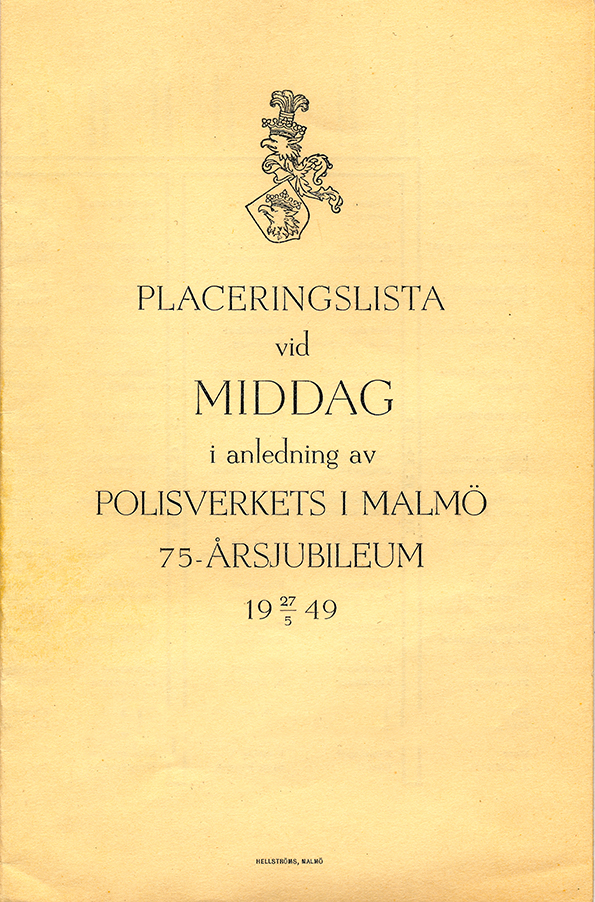 PLACERINGSLISTA
vid
MIDDAG
i anledning av
POLISVERKETS I MALMÖ
75-ÅRSJUBILEUM
19 27/5 49
HELLSTRÖMS, MALMÖ